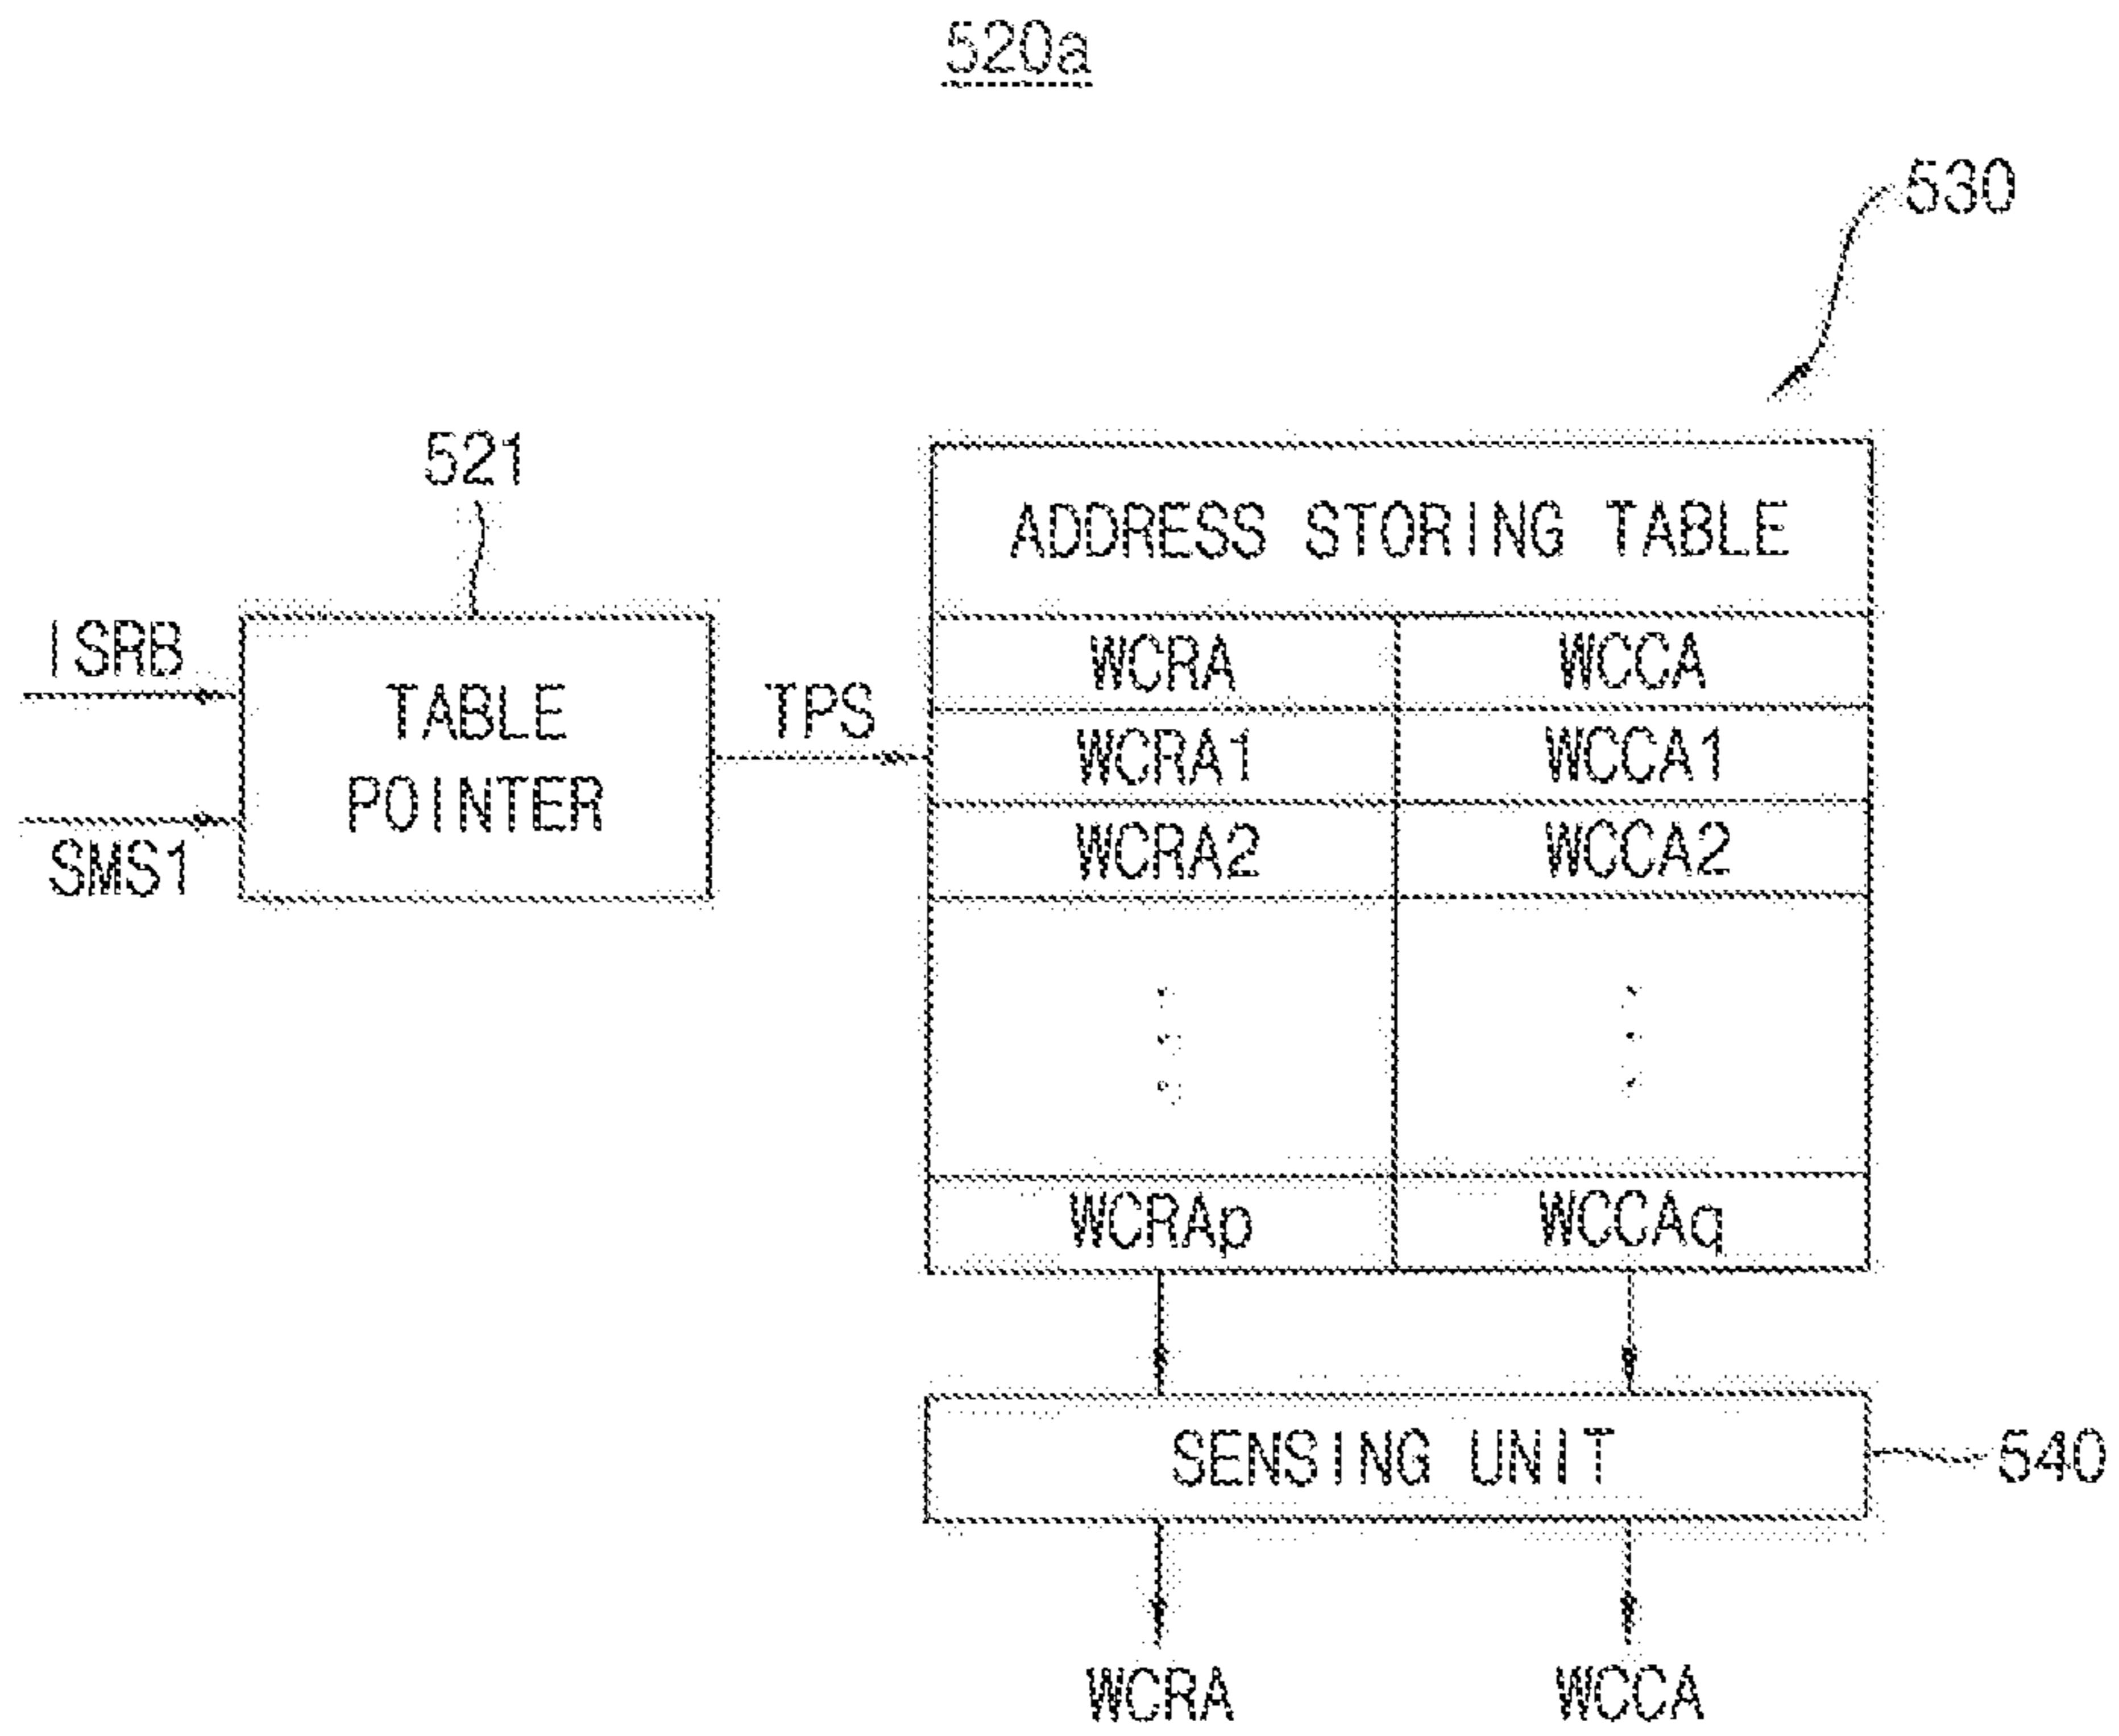 520a
530
521
ADDRESS STORING TABLE
ISRB
TABLE
POINTER
SMS1
TPS
WCRA WCCA
WCRA1 WCCA1
WCRA2 WCCA2
WCRAp WCCAq
SENSING UNIT
540
WCRA WCCA